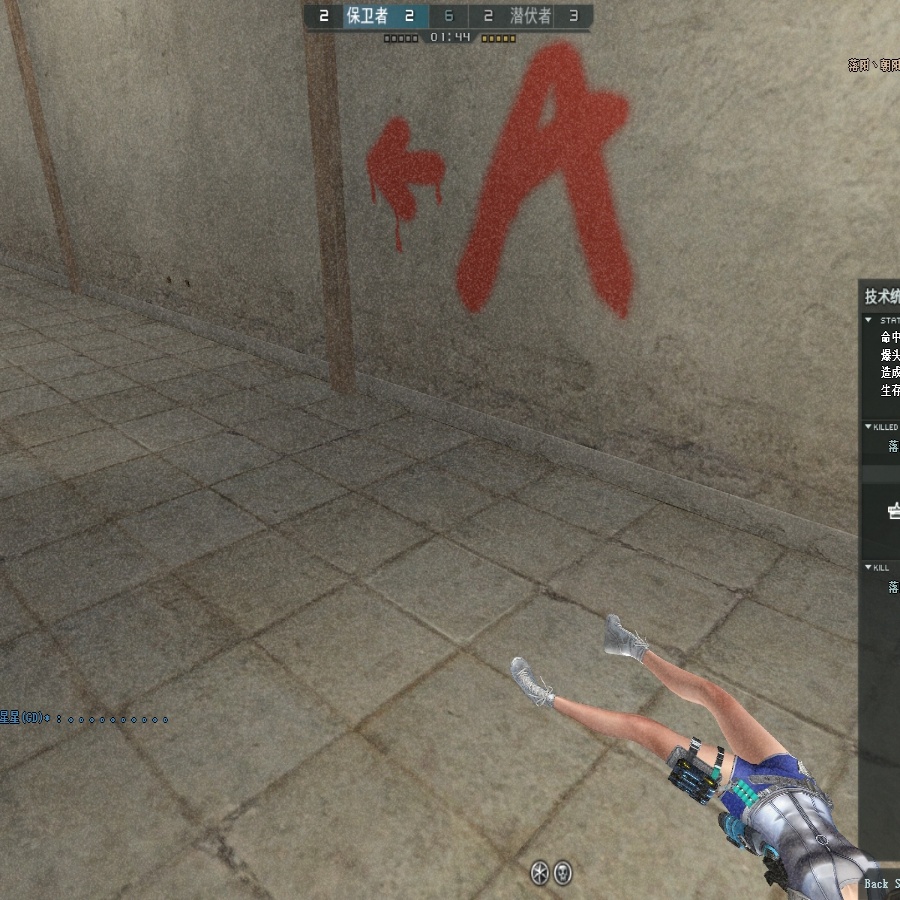 2 保卫者 2 6 2 潜伏者 3
01:44
落阳丶朝阳
A
技术统
STAT
命中
爆头
造成
生存
KILLED
落
KILL
落
星星(GD)* : 。。。。。。。。。。
Back S